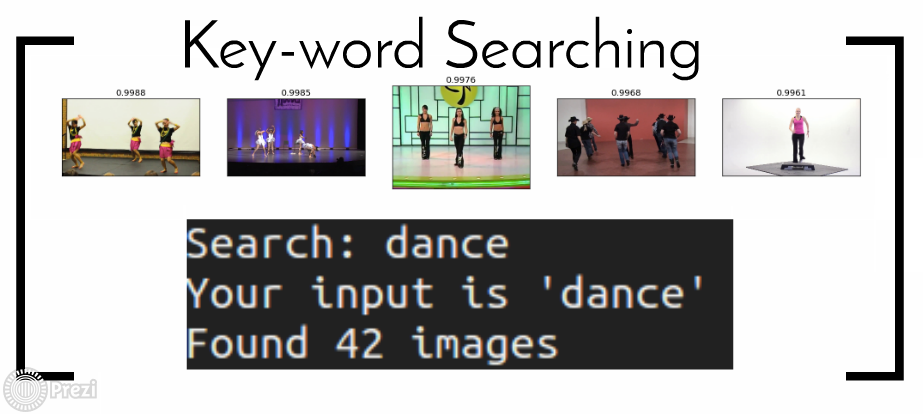 Key-word Searching
0.9988
0.9985
0.9976
0.9968
0.9961
Search: dance
Your input is 'dance'
Found 42 images
Prezi